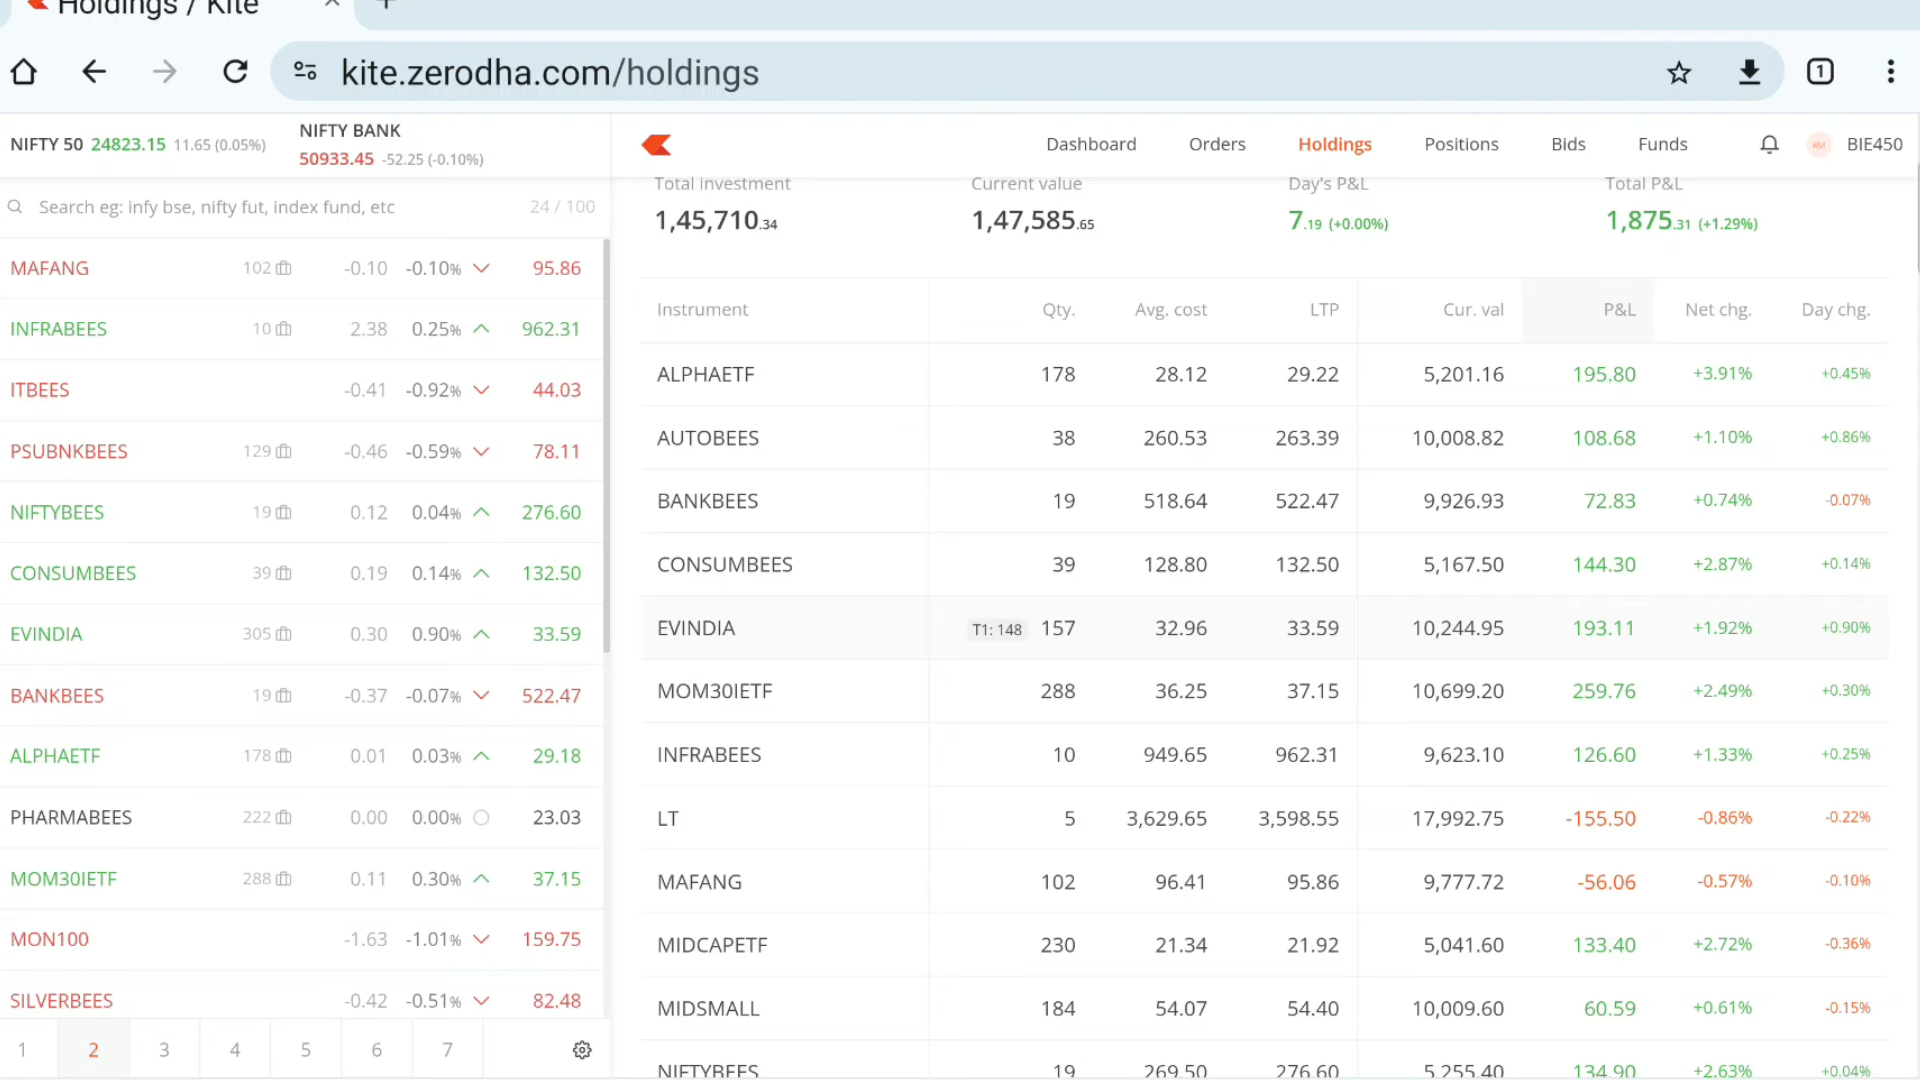 Holdings / Kite
kite.zerodha.com/holdings
1
NIFTY 50 24823.15 11.65 (0.05%)
NIFTY BANK
50933.45 -52.25 (-0.10%)
Dashboard Orders Holdings Positions Bids Funds RM BIE450
Search eg: infy bse, nifty fut, index fund, etc 24 / 100
MAFANG 102 -0.10 -0.10% 95.86
INFRABEES 10 2.38 0.25% 962.31
ITBEES -0.41 -0.92% 44.03
PSUBNKBEES 129 -0.46 -0.59% 78.11
NIFTYBEES 19 0.12 0.04% 276.60
CONSUMBEES 39 0.19 0.14% 132.50
EVINDIA 305 0.30 0.90% 33.59
BANKBEES 19 -0.37 -0.07% 522.47
ALPHAETF 178 0.01 0.03% 29.18
PHARMABEES 222 0.00 0.00% 23.03
MOM30IETF 288 0.11 0.30% 37.15
MON100 -1.63 -1.01% 159.75
SILVERBEES -0.42 -0.51% 82.48
1 2 3 4 5 6 7
Total investment Current value Day's P&L Total P&L
1,45,710.34 1,47,585.65 7.19 (+0.00%) 1,875.31 (+1.29%)
Instrument Qty. Avg. cost LTP Cur. val P&L Net chg. Day chg.
ALPHAETF 178 28.12 29.22 5,201.16 195.80 +3.91% +0.45%
AUTOBEES 38 260.53 263.39 10,008.82 108.68 +1.10% +0.86%
BANKBEES 19 518.64 522.47 9,926.93 72.83 +0.74% -0.07%
CONSUMBEES 39 128.80 132.50 5,167.50 144.30 +2.87% +0.14%
EVINDIA T1: 148 157 32.96 33.59 10,244.95 193.11 +1.92% +0.90%
MOM30IETF 288 36.25 37.15 10,699.20 259.76 +2.49% +0.30%
INFRABEES 10 949.65 962.31 9,623.10 126.60 +1.33% +0.25%
LT 5 3,629.65 3,598.55 17,992.75 -155.50 -0.86% -0.22%
MAFANG 102 96.41 95.86 9,777.72 -56.06 -0.57% -0.10%
MIDCAPETF 230 21.34 21.92 5,041.60 133.40 +2.72% -0.36%
MIDSMALL 184 54.07 54.40 10,009.60 60.59 +0.61% -0.15%
NIFTYBEES 19 269.50 276.60 5,255.40 134.90 +2.63% +0.04%